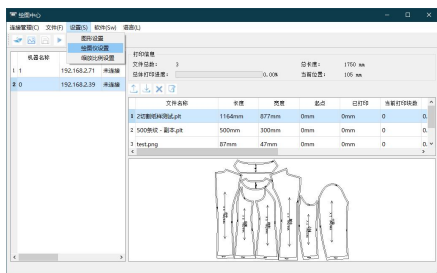 绘图中心
连接管理(C) 文件(F) 设置(S) 软件(Sw) 语言(L)
图形设置
绘图仪设置
缩放比例设置
机器名称
1 1 192.168.2.71 未连接
2 0 192.168.2.39 未连接
打印信息
文件总数: 3 总长度: 1750 mm
总体打印进度: 0.00% 当前位置: 105 mm
文件名称 长度 宽度 起点 已打印 当前打印块数
1 2切割纸样测试.plt 1164mm 877mm 0mm 0mm 0 0.
2 500条纹 - 副本.plt 500mm 300mm 0mm 0mm 0 0.
3 test.png 87mm 47mm 0mm 0mm 0 0.